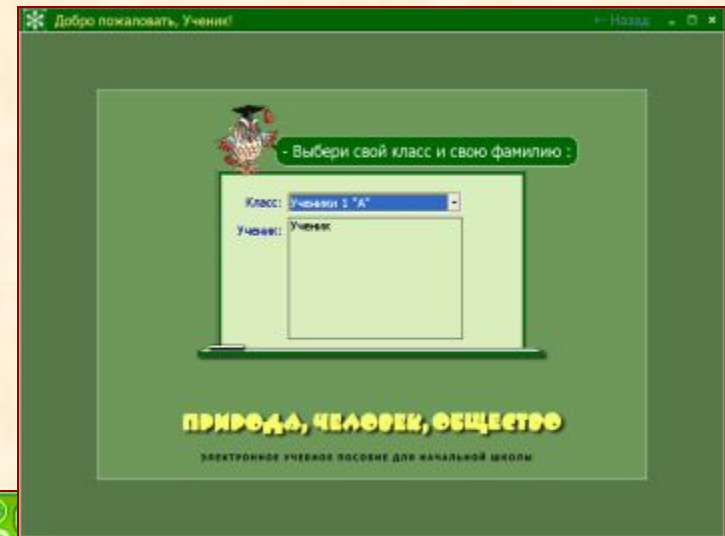 Добро пожаловать, Ученик!
← Назад
- Выбери свой класс и свою фамилию :
Класс: Ученики 1 "А"
Ученик: Ученик
ПРИРОДА, ЧЕЛОВЕК, ОБЩЕСТВО
ЭЛЕКТРОННОЕ УЧЕБНОЕ ПОСОБИЕ ДЛЯ НАЧАЛЬНОЙ ШКОЛЫ